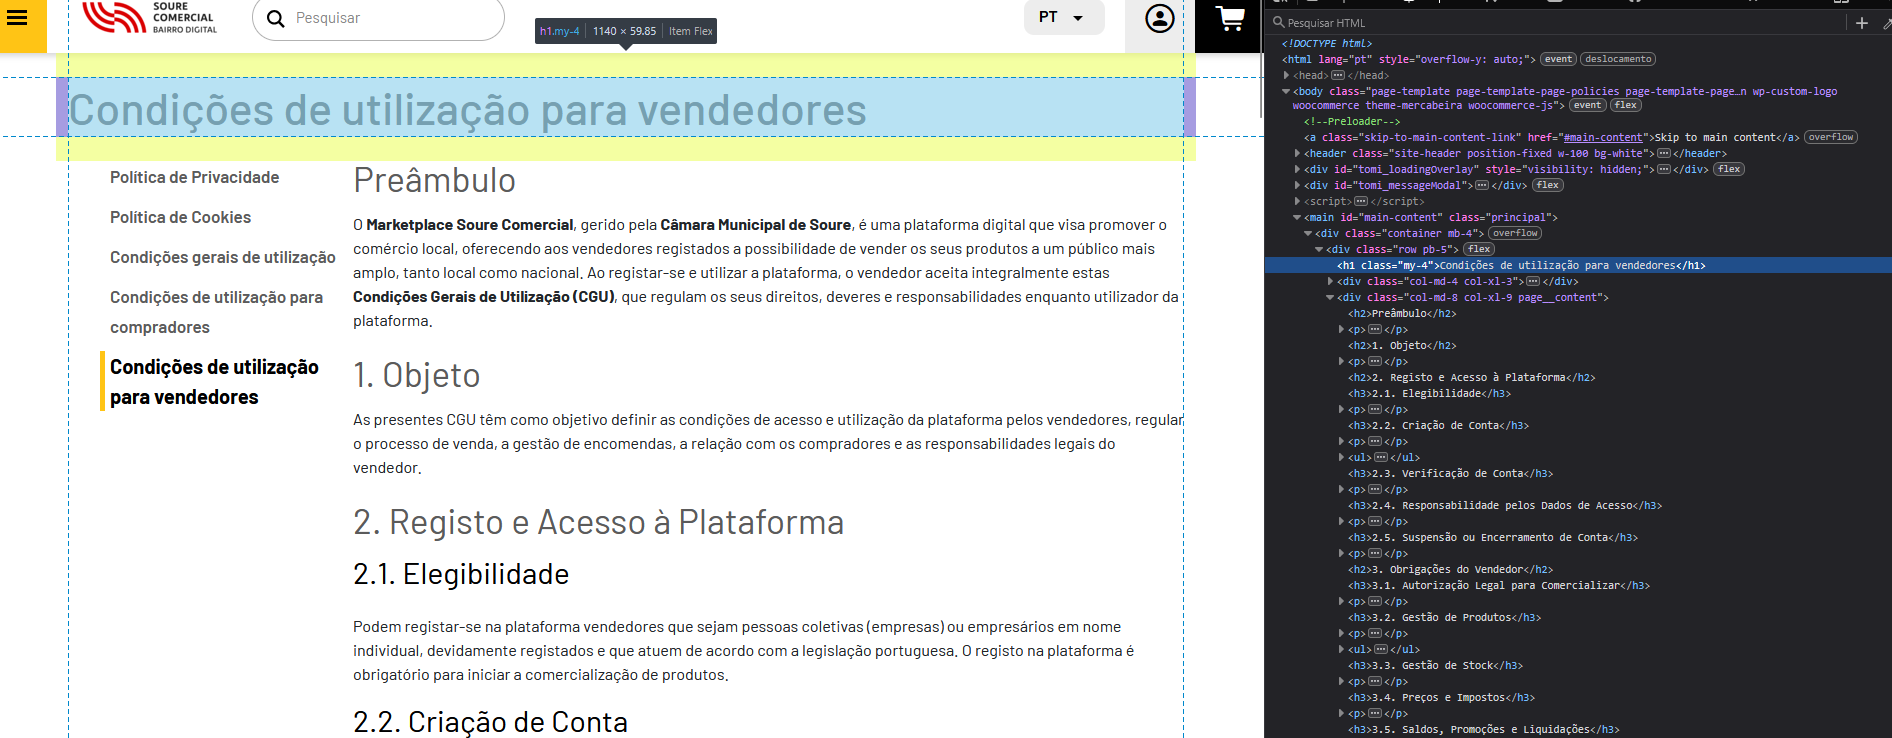 SOURE
COMERCIAL
BAIRRO DIGITAL
Pesquisar
PT
h1.my-4 1140 × 59.85 Item Flex
Condições de utilização para vendedores
Política de Privacidade
Política de Cookies
Condições gerais de utilização
Condições de utilização para
compradores
Condições de utilização
para vendedores
Preâmbulo
O Marketplace Soure Comercial, gerido pela Câmara Municipal de Soure, é uma plataforma digital que visa promover o
comércio local, oferecendo aos vendedores registados a possibilidade de vender os seus produtos a um público mais
amplo, tanto local como nacional. Ao registar-se e utilizar a plataforma, o vendedor aceita integralmente estas
Condições Gerais de Utilização (CGU), que regulam os seus direitos, deveres e responsabilidades enquanto utilizador da
plataforma.
1. Objeto
As presentes CGU têm como objetivo definir as condições de acesso e utilização da plataforma pelos vendedores, regular
o processo de venda, a gestão de encomendas, a relação com os compradores e as responsabilidades legais do
vendedor.
2. Registo e Acesso à Plataforma
2.1. Elegibilidade
Podem registar-se na plataforma vendedores que sejam pessoas coletivas (empresas) ou empresários em nome
individual, devidamente registados e que atuem de acordo com a legislação portuguesa. O registo na plataforma é
obrigatório para iniciar a comercialização de produtos.
2.2. Criação de Conta
Pesquisar HTML
<!DOCTYPE html>
<html lang="pt" style="overflow-y: auto;"> event deslocamento
<head>...</head>
<body class="page-template page-template-page-policies page-template-page…n wp-custom-logo
woocommerce theme-mercabeira woocommerce-js"> event flex
<!--Preloader-->
<a class="skip-to-main-content-link" href="#main-content">Skip to main content</a> overflow
<header class="site-header position-fixed w-100 bg-white">...</header>
<div id="tomi_loadingOverlay" style="visibility: hidden;">...</div> flex
<div id="tomi_messageModal">...</div> flex
<script>...</script>
<main id="main-content" class="principal">
<div class="container mb-4"> overflow
<div class="row pb-5"> flex
<h1 class="my-4">Condições de utilização para vendedores</h1>
<div class="col-md-4 col-xl-3">...</div>
<div class="col-md-8 col-xl-9 page__content">
<h2>Preâmbulo</h2>
<p>...</p>
<h2>1. Objeto</h2>
<p>...</p>
<h2>2. Registo e Acesso à Plataforma</h2>
<h3>2.1. Elegibilidade</h3>
<p>...</p>
<h3>2.2. Criação de Conta</h3>
<p>...</p>
<ul>...</ul>
<h3>2.3. Verificação de Conta</h3>
<p>...</p>
<h3>2.4. Responsabilidade pelos Dados de Acesso</h3>
<p>...</p>
<h3>2.5. Suspensão ou Encerramento de Conta</h3>
<p>...</p>
<h2>3. Obrigações do Vendedor</h2>
<h3>3.1. Autorização Legal para Comercializar</h3>
<p>...</p>
<h3>3.2. Gestão de Produtos</h3>
<p>...</p>
<ul>...</ul>
<h3>3.3. Gestão de Stock</h3>
<p>...</p>
<h3>3.4. Preços e Impostos</h3>
<p>...</p>
<h3>3.5. Saldos, Promoções e Liquidações</h3>